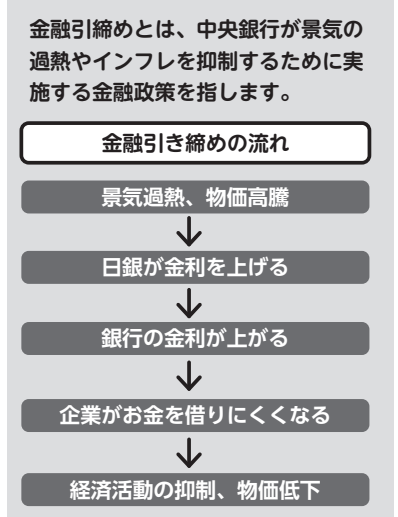 金融引締めとは、中央銀行が景気の
過熱やインフレを抑制するために実
施する金融政策を指します。
金融引き締めの流れ
景気過熱、物価高騰
日銀が金利を上げる
銀行の金利が上がる
企業がお金を借りにくくなる
経済活動の抑制、物価低下